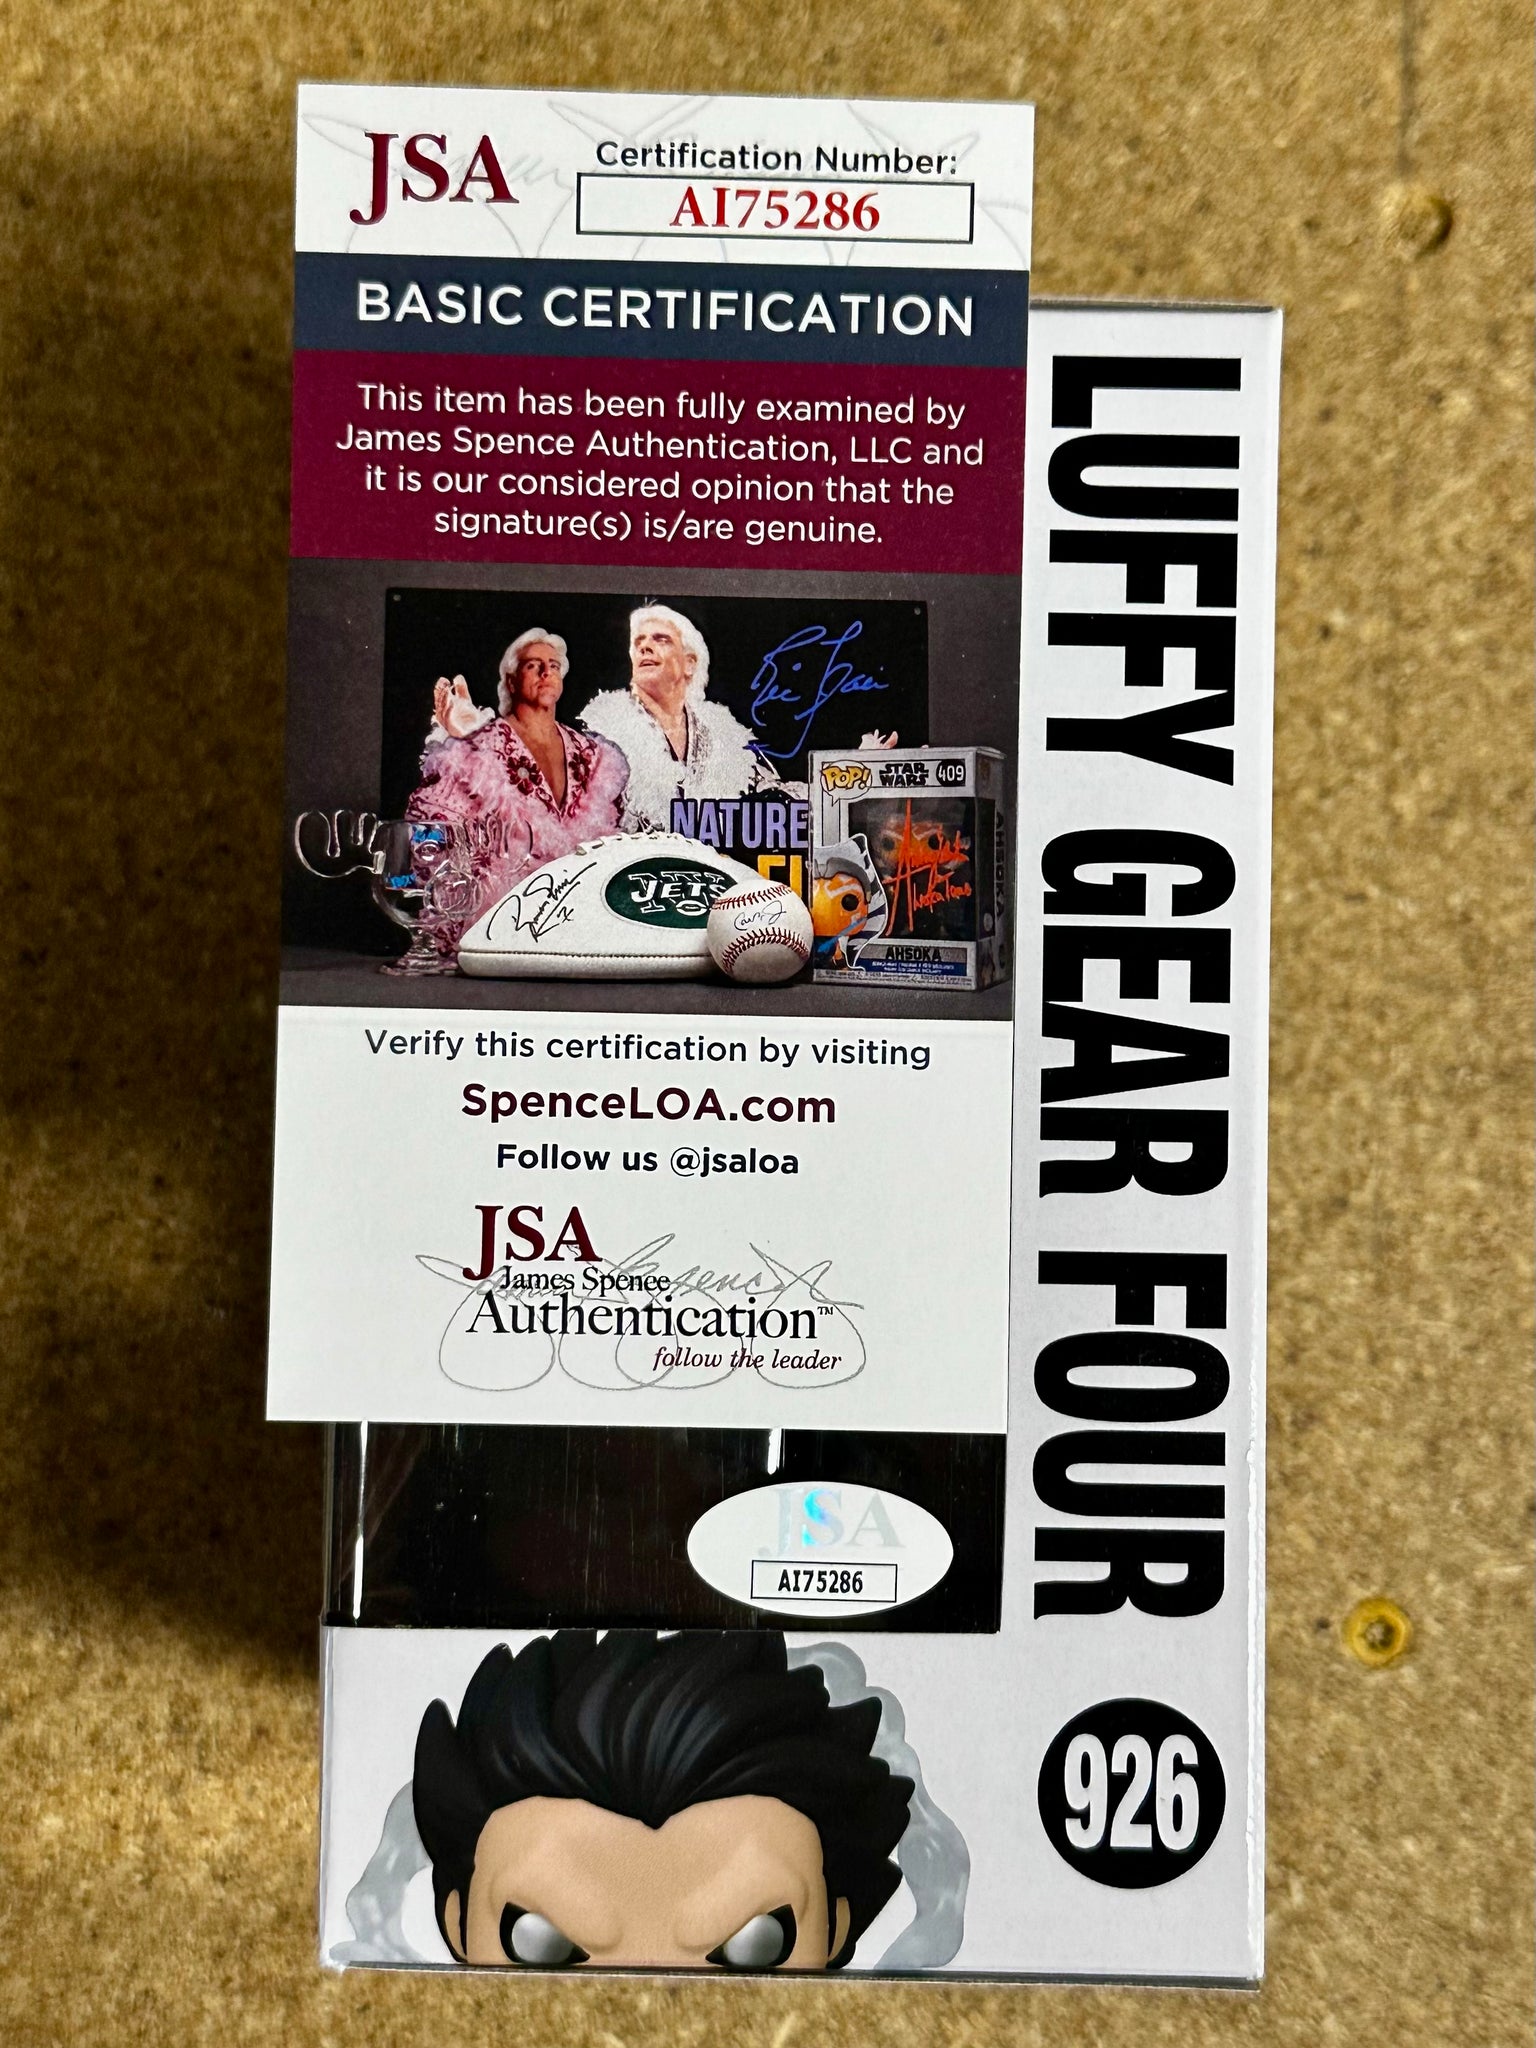 JSA
Certification Number:
AI75286
BASIC CERTIFICATION
This item has been fully examined by
James Spence Authentication, LLC and
it is our considered opinion that the
signature(s) is/are genuine.
Ric Flair
NATURE
POP! STAR WARS 409
AHSOKA
JETS
AHSOKA
Verify this certification by visiting
SpenceLOA.com
Follow us @jsaloa
JSA
James Spence
Authentication™
follow the leader
JSA
AI75286
LUFFY GEAR FOUR
926